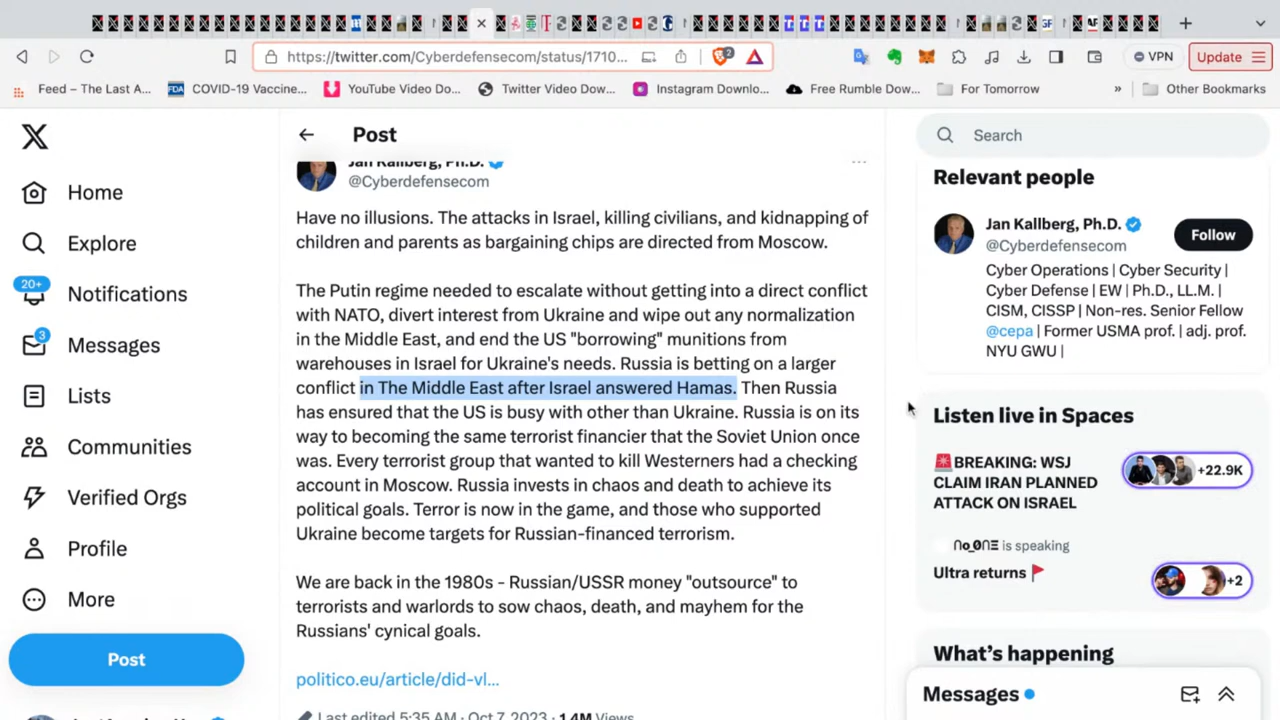 https://twitter.com/Cyberdefensecom/status/1710...
2
VPN
Update
Feed – The Last A...
FDA
COVID-19 Vaccine...
YouTube Video Do...
Twitter Video Dow...
Instagram Downlo...
Free Rumble Dow...
For Tomorrow
»
Other Bookmarks
Home
Explore
20+
Notifications
3
Messages
Lists
Communities
Verified Orgs
Profile
More
Post
Post
Jan Kallberg, Ph.D.
@Cyberdefensecom
Have no illusions. The attacks in Israel, killing civilians, and kidnapping of
children and parents as bargaining chips are directed from Moscow.
The Putin regime needed to escalate without getting into a direct conflict
with NATO, divert interest from Ukraine and wipe out any normalization
in the Middle East, and end the US "borrowing" munitions from
warehouses in Israel for Ukraine's needs. Russia is betting on a larger
conflict in The Middle East after Israel answered Hamas. Then Russia
has ensured that the US is busy with other than Ukraine. Russia is on its
way to becoming the same terrorist financier that the Soviet Union once
was. Every terrorist group that wanted to kill Westerners had a checking
account in Moscow. Russia invests in chaos and death to achieve its
political goals. Terror is now in the game, and those who supported
Ukraine become targets for Russian-financed terrorism.
We are back in the 1980s - Russian/USSR money "outsource" to
terrorists and warlords to sow chaos, death, and mayhem for the
Russians' cynical goals.
politico.eu/article/did-vl...
Last edited 5:35 AM · Oct 7, 2023 · 1.4M Views
Search
Relevant people
Jan Kallberg, Ph.D.
@Cyberdefensecom
Follow
Cyber Operations | Cyber Security |
Cyber Defense | EW | Ph.D., LL.M. |
CISM, CISSP | Non-res. Senior Fellow
@cepa | Former USMA prof. | adj. prof.
NYU GWU |
Listen live in Spaces
🚨BREAKING: WSJ
CLAIM IRAN PLANNED
ATTACK ON ISRAEL
+22.9K
is speaking
Ultra returns 🚩
+2
What's happening
Messages